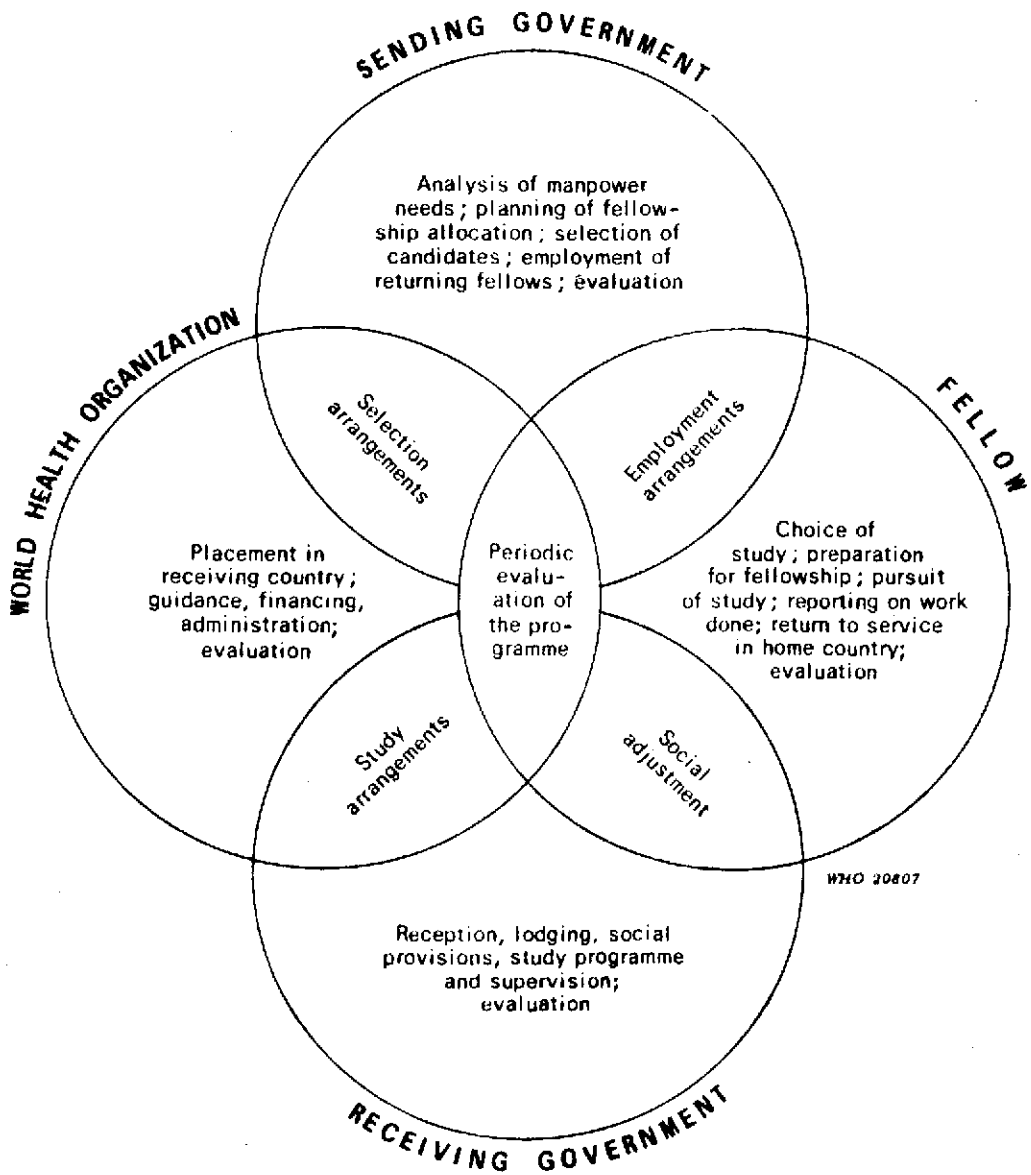 SENDING GOVERNMENT
Analysis of manpower
needs; planning of fellow-
ship allocation; selection of
candidates; employment of
returning fellows; évaluation
WORLD HEALTH ORGANIZATION
FELLOW
Selection
arrangements
Employment
arrangements
Placement in
receiving country;
guidance, financing,
administration;
evaluation
Periodic
evalu-
ation of
the pro-
gramme
Choice of
study; preparation
for fellowship; pursuit
of study; reporting on work
done; return to service
in home country;
evaluation
Study
arrangements
Social
adjustment
WHO 20807
Reception, lodging, social
provisions, study programme
and supervision;
evaluation
RECEIVING GOVERNMENT